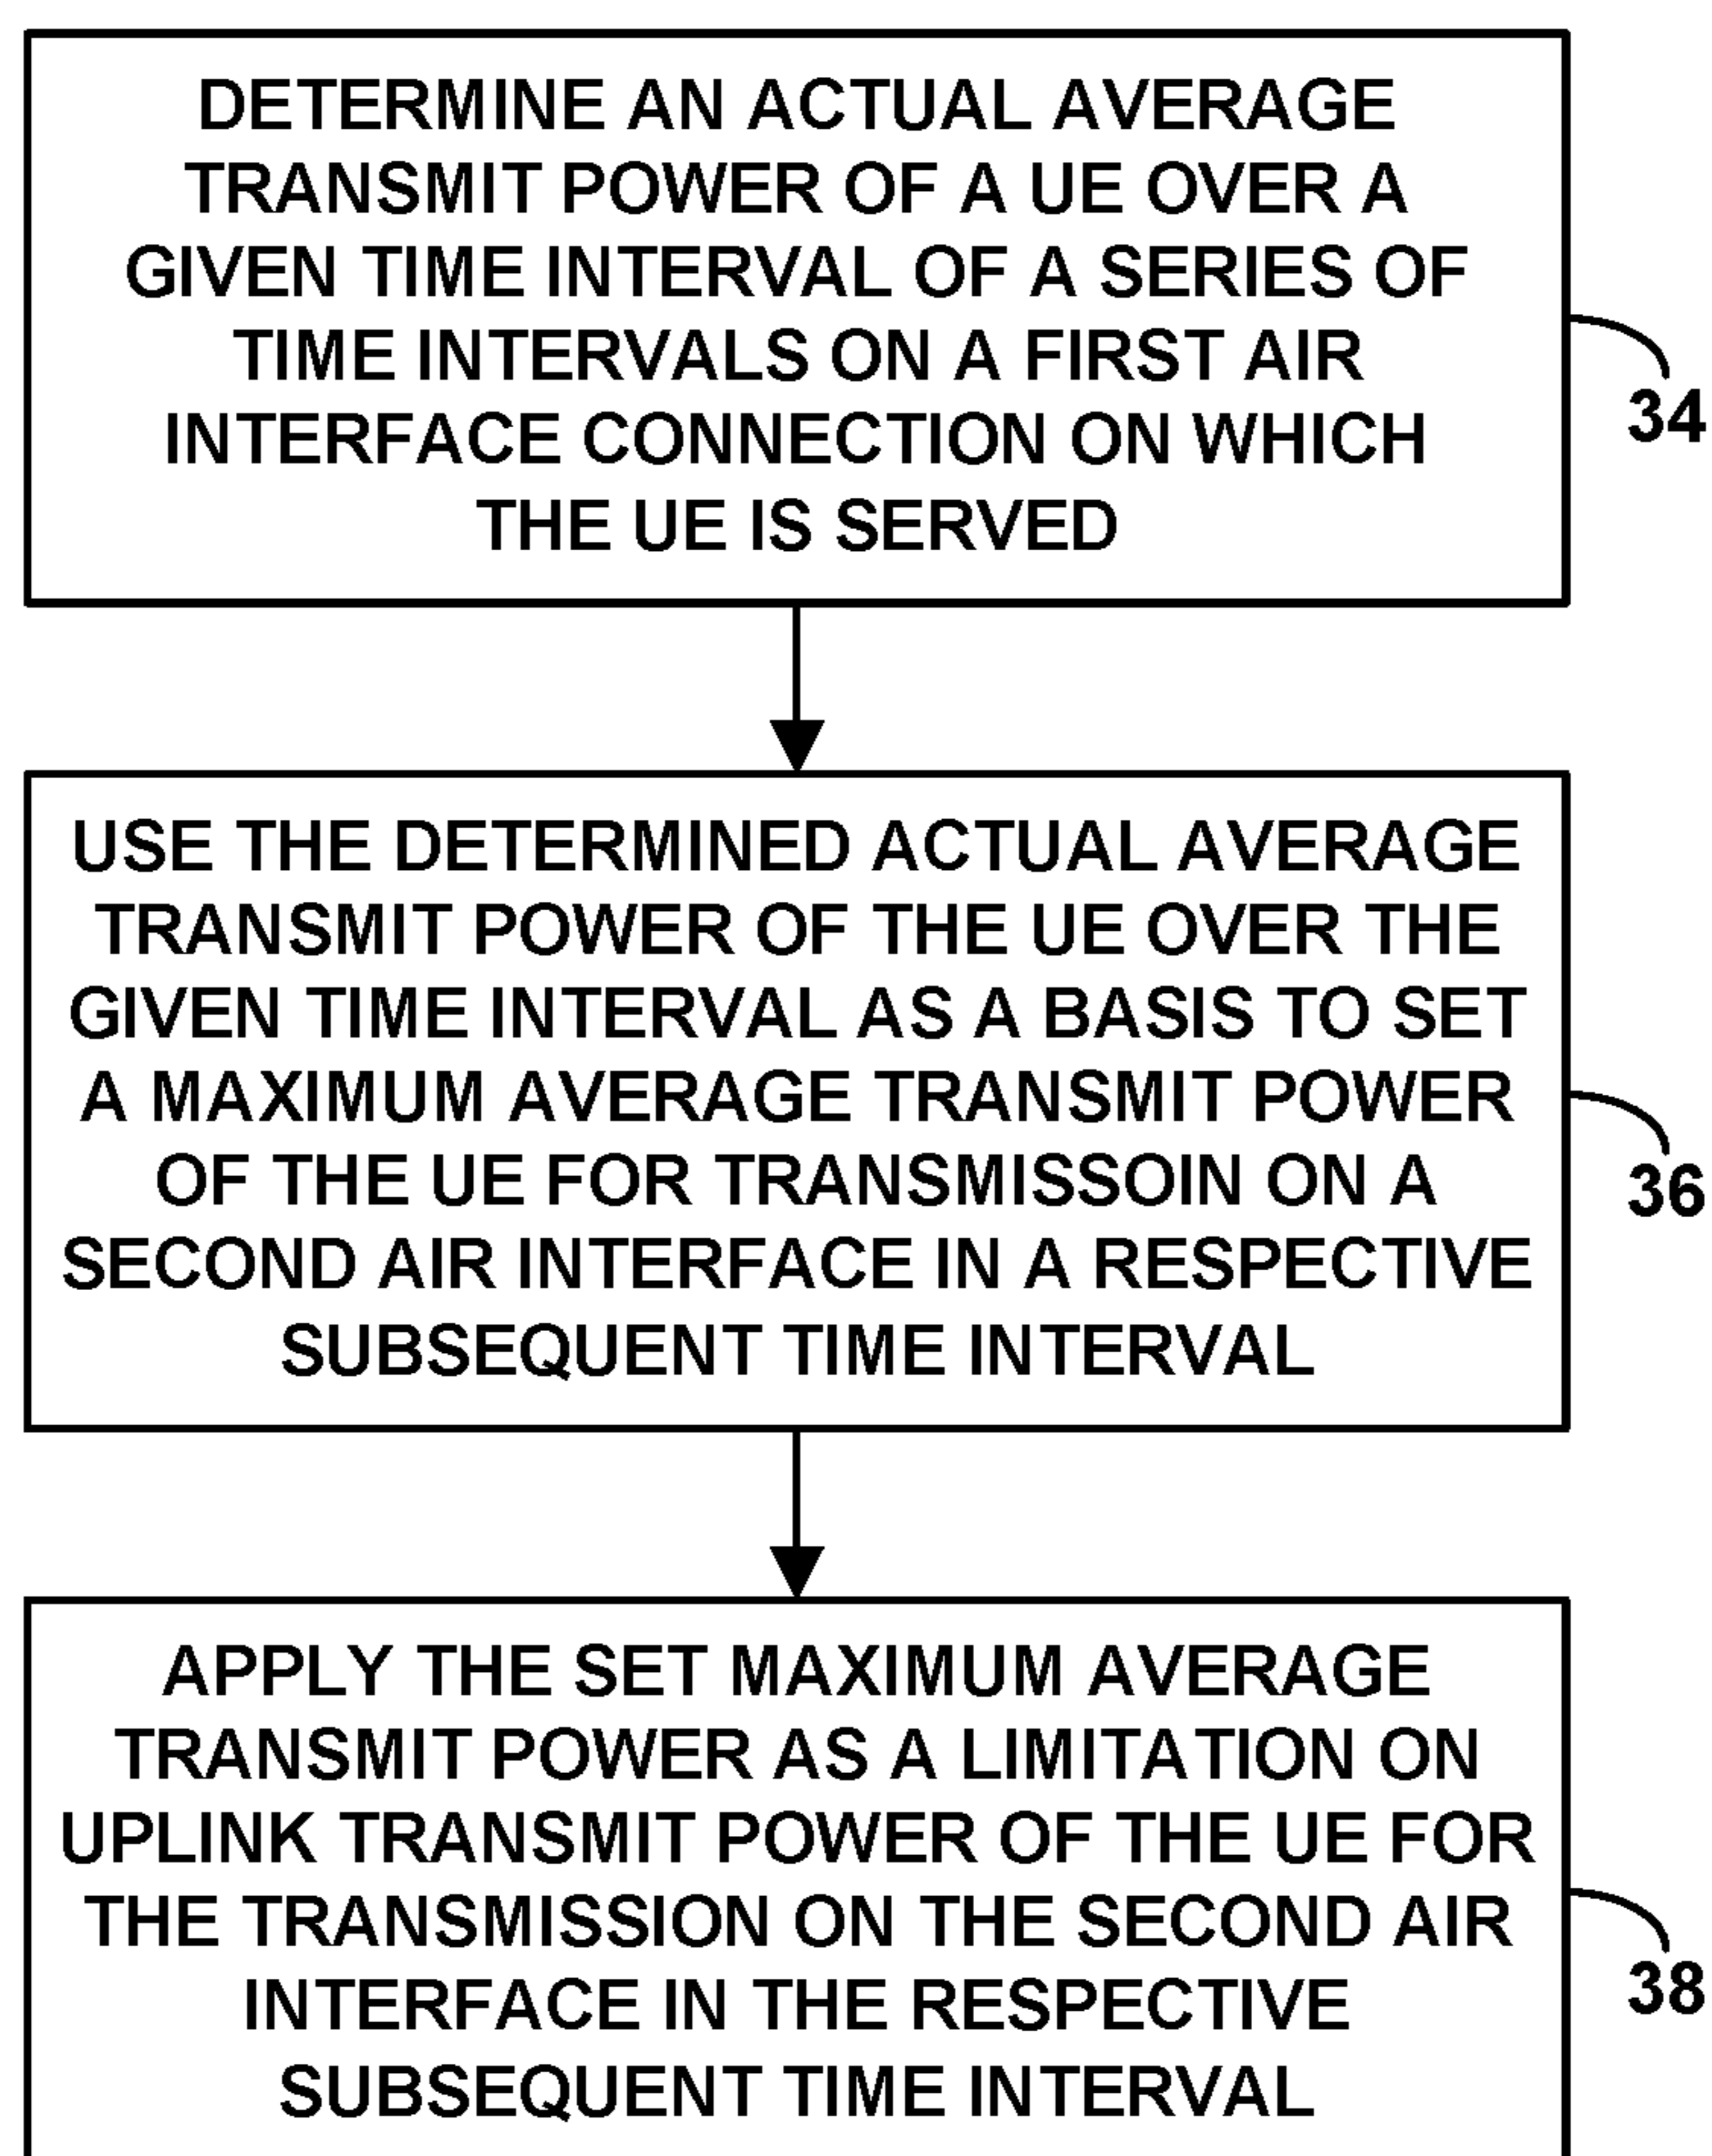 DETERMINE AN ACTUAL AVERAGE
TRANSMIT POWER OF A UE OVER A
GIVEN TIME INTERVAL OF A SERIES OF
TIME INTERVALS ON A FIRST AIR
INTERFACE CONNECTION ON WHICH
THE UE IS SERVED
34
USE THE DETERMINED ACTUAL AVERAGE
TRANSMIT POWER OF THE UE OVER THE
GIVEN TIME INTERVAL AS A BASIS TO SET
A MAXIMUM AVERAGE TRANSMIT POWER
OF THE UE FOR TRANSMISSOIN ON A
SECOND AIR INTERFACE IN A RESPECTIVE
SUBSEQUENT TIME INTERVAL
36
APPLY THE SET MAXIMUM AVERAGE
TRANSMIT POWER AS A LIMITATION ON
UPLINK TRANSMIT POWER OF THE UE FOR
THE TRANSMISSION ON THE SECOND AIR
INTERFACE IN THE RESPECTIVE
SUBSEQUENT TIME INTERVAL
38